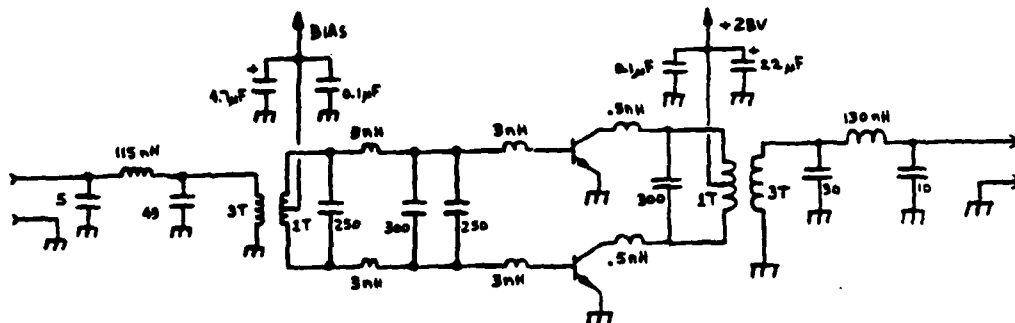 BIAS
+28V
4.7µF
0.1µF
0.1µF
22µF
.5nH
115nH
3nH
3nH
130nH
5
49
3T
1T
250
300
250
300
1T
3T
30
10
3nH
3nH
.5nH